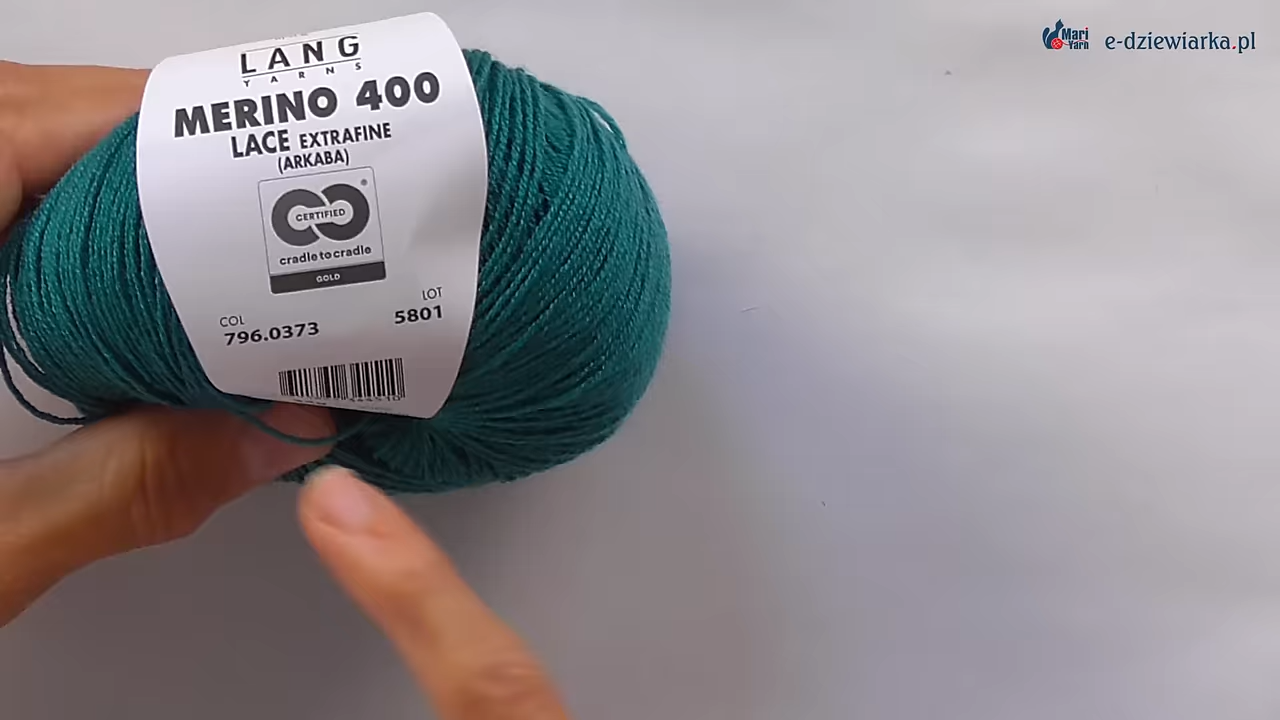 LANG
YARNS
MERINO 400
LACE EXTRAFINE
(ARKABA)
CERTIFIED
cradle to cradle
GOLD
COL
796.0373
LOT
5801
Mari
Yarn
e-dziewiarka.pl